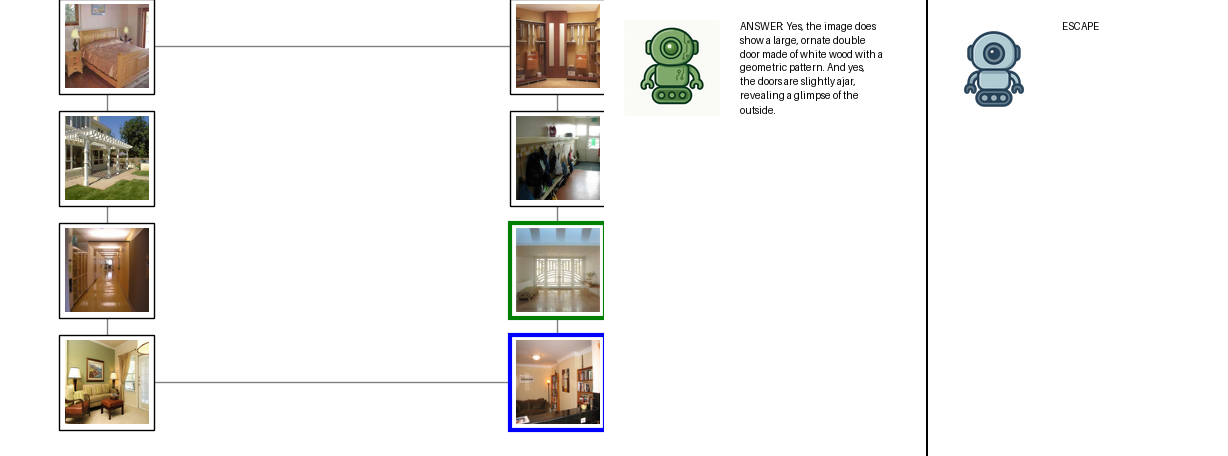 ANSWER: Yes, the image does
show a large, ornate double
door made of white wood with a
geometric pattern. And yes,
the doors are slightly ajar,
revealing a glimpse of the
outside.
ESCAPE